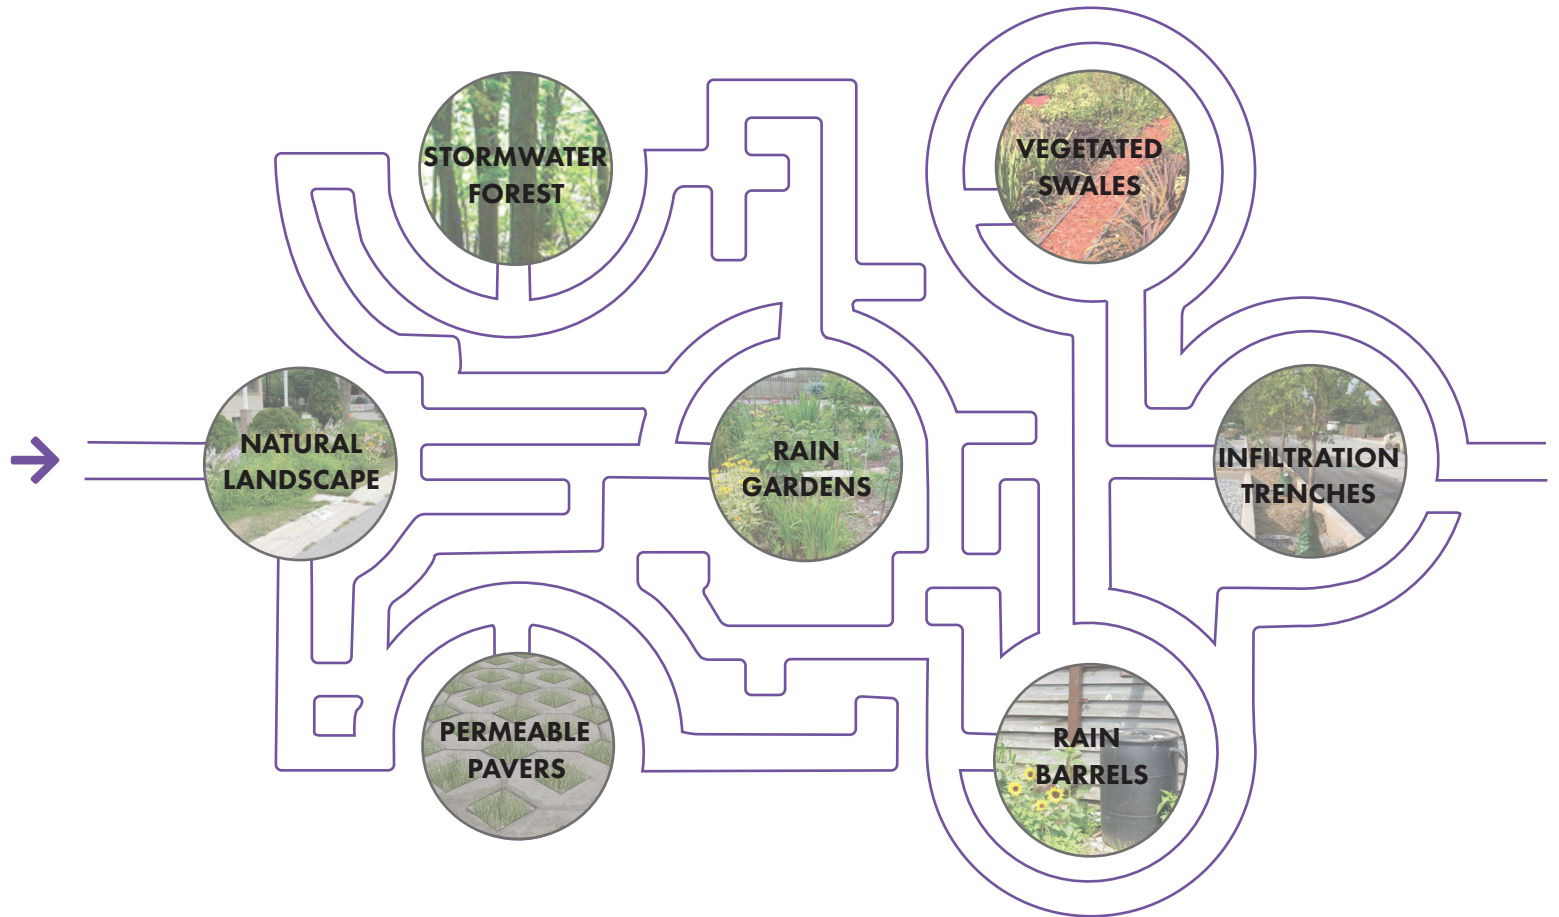 STORMWATER
FOREST
VEGETATED
SWALES
NATURAL
LANDSCAPE
RAIN
GARDENS
INFILTRATION
TRENCHES
PERMEABLE
PAVERS
RAIN
BARRELS